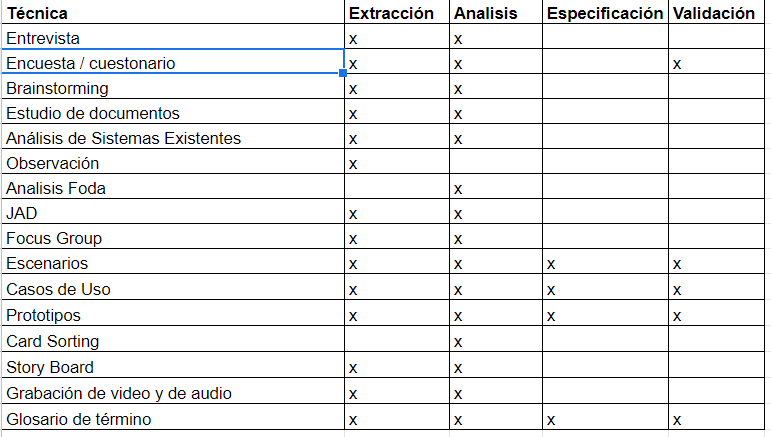 Técnica Extracción Analisis Especificación Validación
Entrevista x x
Encuesta / cuestonario x x x
Brainstorming x x
Estudio de documentos x x
Análisis de Sistemas Existentes x x
Observación x
Analisis Foda x
JAD x x
Focus Group x x
Escenarios x x x x
Casos de Uso x x x x
Prototipos x x x x
Card Sorting x
Story Board x x
Grabación de video y de audio x x
Glosario de término x x x x